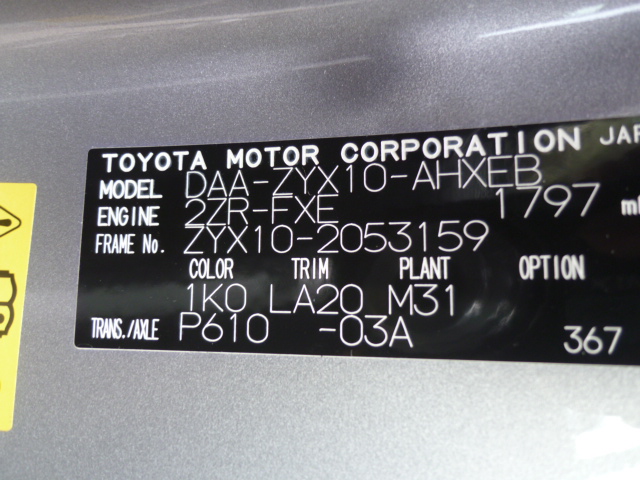 TOYOTA MOTOR CORPORATION
MODEL DAA-ZYX10-AHXEB
ENGINE 2ZR-FXE 1797
FRAME No. ZYX10-2053159
COLOR TRIM PLANT OPTION
1K0 LA20 M31
TRANS./AXLE P610 -03A
367